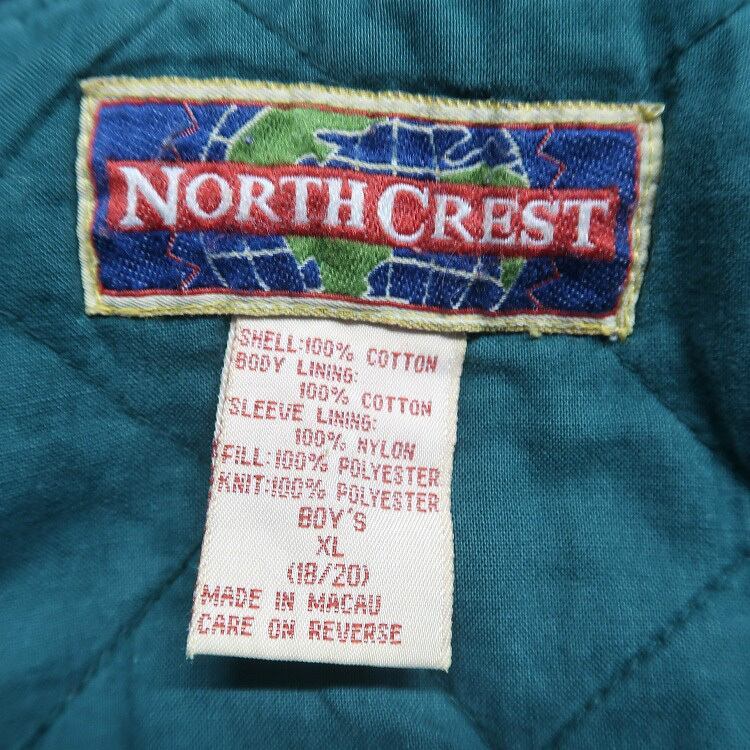 NORTH CREST
SHELL:100% COTTON
BODY LINING:
100% COTTON
SLEEVE LINING:
100% NYLON
FILL:100% POLYESTER
KNIT:100% POLYESTER
BOY'S
XL
(18/20)
MADE IN MACAU
CARE ON REVERSE